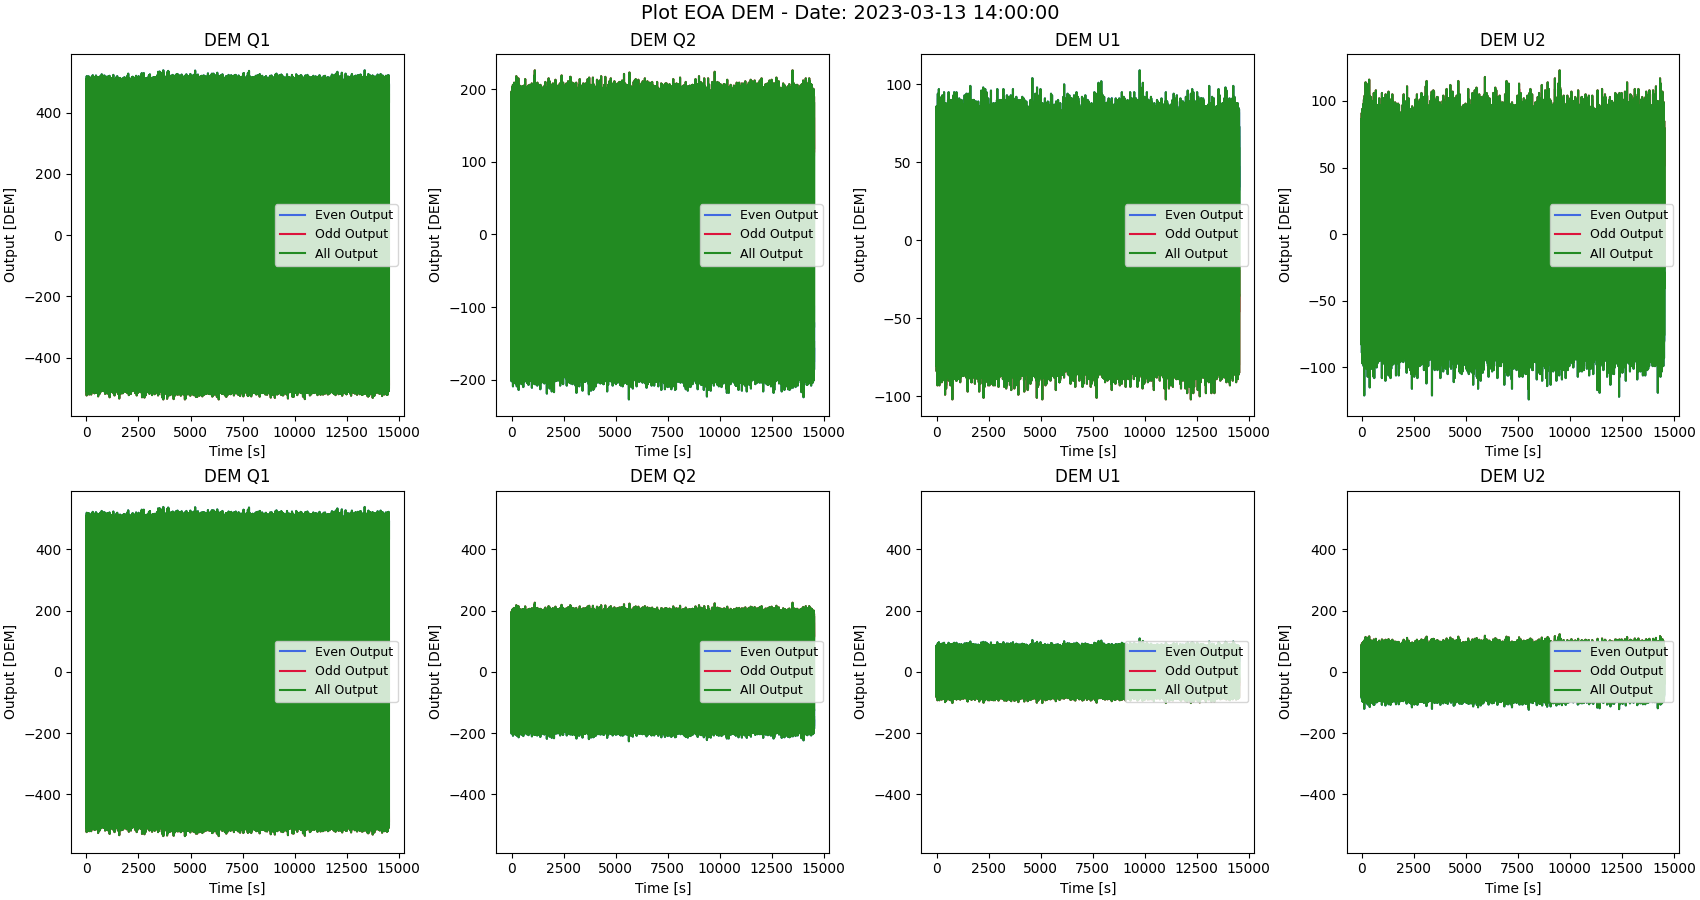 Plot EOA DEM - Date: 2023-03-13 14:00:00
DEM Q1
Output [DEM]
400
200
0
−200
−400
Even Output
Odd Output
All Output
0 2500 5000 7500 10000 12500 15000
Time [s]
DEM Q2
Output [DEM]
200
100
0
−100
−200
Even Output
Odd Output
All Output
0 2500 5000 7500 10000 12500 15000
Time [s]
DEM U1
Output [DEM]
100
50
0
−50
−100
Even Output
Odd Output
All Output
0 2500 5000 7500 10000 12500 15000
Time [s]
DEM U2
Output [DEM]
100
50
0
−50
−100
Even Output
Odd Output
All Output
0 2500 5000 7500 10000 12500 15000
Time [s]
DEM Q1
Output [DEM]
400
200
0
−200
−400
Even Output
Odd Output
All Output
0 2500 5000 7500 10000 12500 15000
Time [s]
DEM Q2
Output [DEM]
400
200
0
−200
−400
Even Output
Odd Output
All Output
0 2500 5000 7500 10000 12500 15000
Time [s]
DEM U1
Output [DEM]
400
200
0
−200
−400
Even Output
Odd Output
All Output
0 2500 5000 7500 10000 12500 15000
Time [s]
DEM U2
Output [DEM]
400
200
0
−200
−400
Even Output
Odd Output
All Output
0 2500 5000 7500 10000 12500 15000
Time [s]